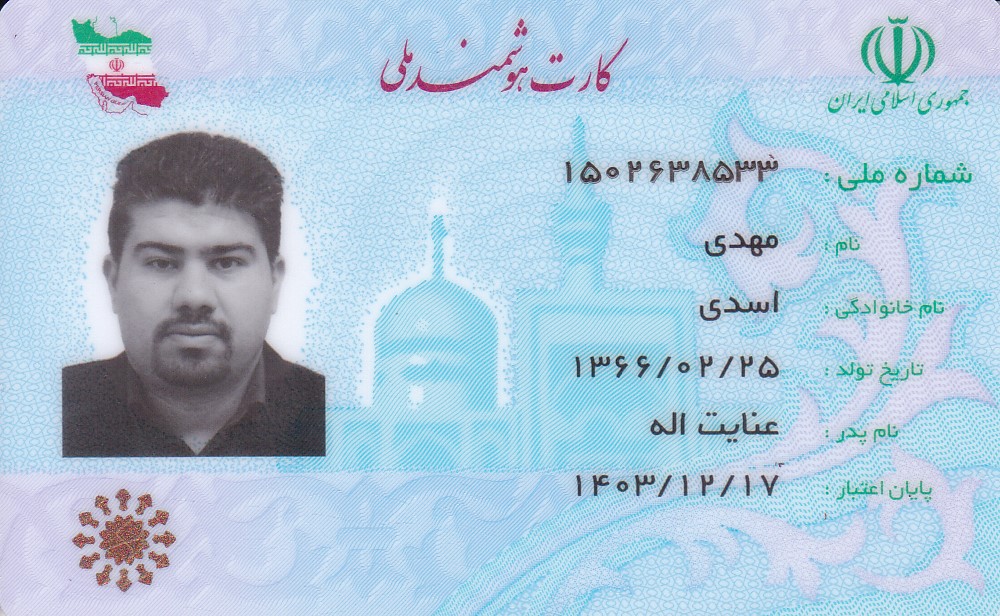 کارت هوشمند ملی
جمهوری اسلامی ایران
شماره ملی : ۱۵۰۲۶۳۸۵۳۳
نام : مهدی
نام خانوادگی : اسدی
تاریخ تولد : ۱۳۶۶/۰۲/۲۵
نام پدر : عنایت اله
پایان اعتبار : ۱۴۰۳/۱۲/۱۷